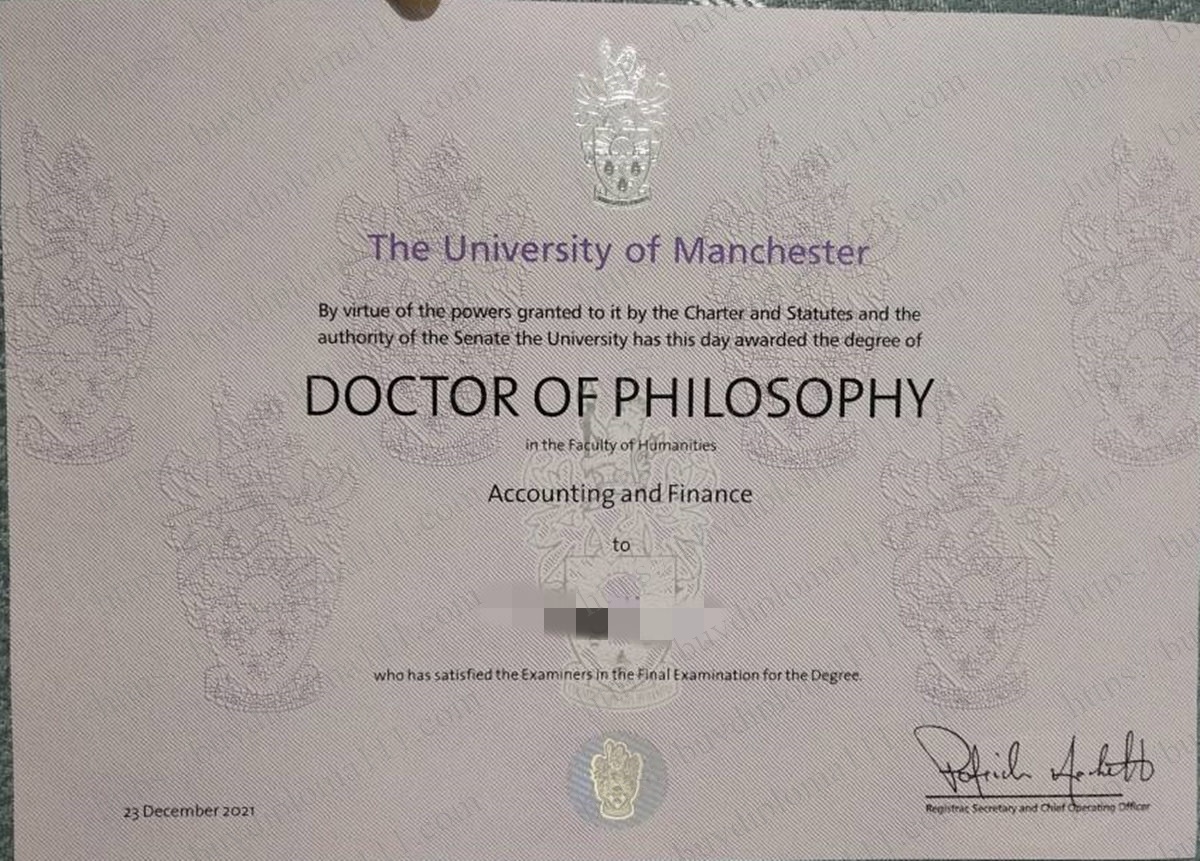 The University of Manchester
By virtue of the powers granted to it by the Charter and Statutes and the
authority of the Senate the University has this day awarded the degree of
DOCTOR OF PHILOSOPHY
in the Faculty of Humanities
Accounting and Finance
to
who has satisfied the Examiners in the Final Examination for the Degree.
23 December 2021
Registrar, Secretary and Chief Operating Officer
buydiploma111.com
https: